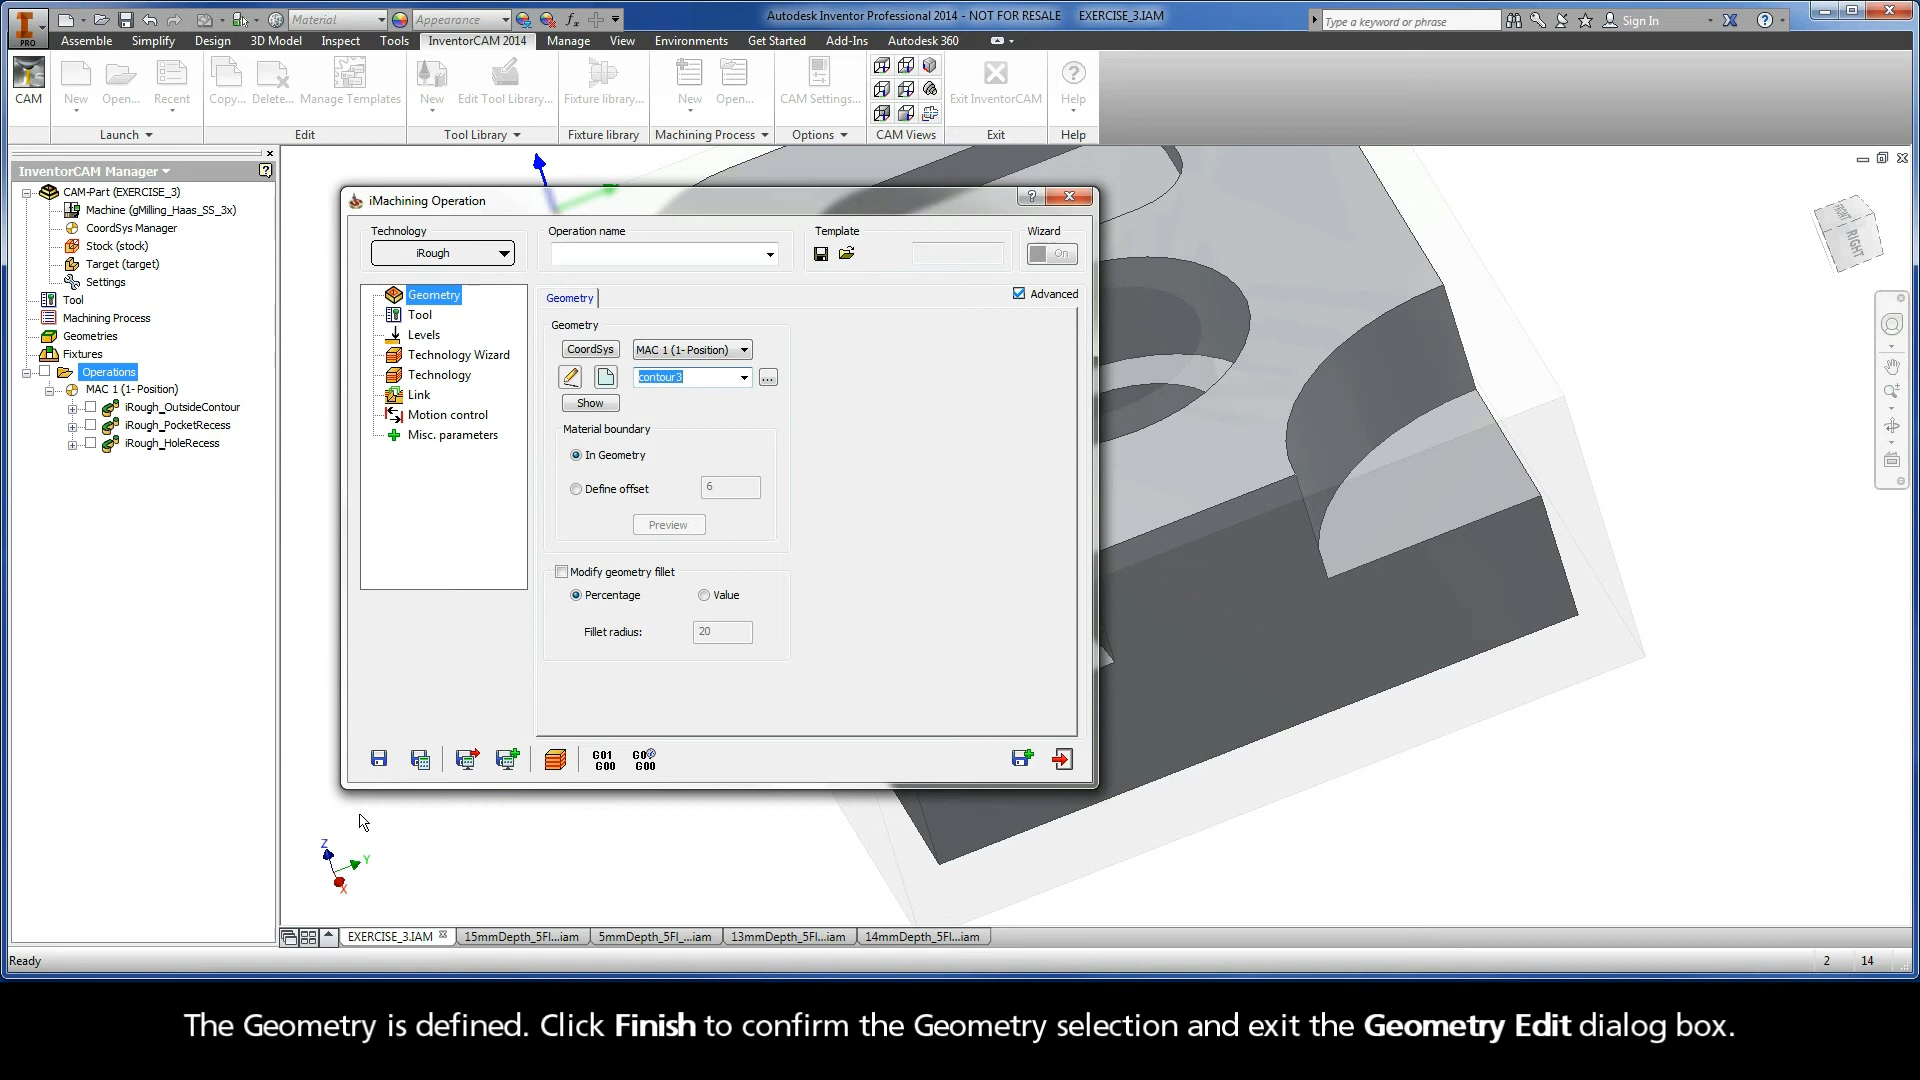 Autodesk Inventor Professional 2014 - NOT FOR RESALE EXERCISE_3.IAM
Material
Appearance
Type a keyword or phrase
Sign In
PRO
Assemble Simplify Design 3D Model Inspect Tools InventorCAM 2014 Manage View Environments Get Started Add-Ins Autodesk 360
CAM New Open... Recent Copy... Delete... Manage Templates New Edit Tool Library... Fixture library... New Open... CAM Settings... Exit InventorCAM Help
Launch Edit Tool Library Fixture library Machining Process Options CAM Views Exit Help
InventorCAM Manager
CAM-Part (EXERCISE_3)
Machine (gMilling_Haas_SS_3x)
CoordSys Manager
Stock (stock)
Target (target)
Settings
Tool
Machining Process
Geometries
Fixtures
Operations
MAC 1 (1- Position)
iRough_OutsideContour
iRough_PocketRecess
iRough_HoleRecess
iMachining Operation
Technology
iRough
Operation name
Template
Wizard
On
Geometry
Tool
Levels
Technology Wizard
Technology
Link
Motion control
Misc. parameters
Geometry
Advanced
Geometry
CoordSys
MAC 1 (1- Position)
contour3
...
Show
Material boundary
In Geometry
Define offset
6
Preview
Modify geometry fillet
Percentage
Value
Fillet radius:
20
G01
G00
G0
G00
FRONT
RIGHT
Z
Y
X
EXERCISE_3.IAM 15mmDepth_5Fl...iam 5mmDepth_5Fl_...iam 13mmDepth_5Fl...iam 14mmDepth_5Fl...iam
Ready
2 14
The Geometry is defined. Click Finish to confirm the Geometry selection and exit the Geometry Edit dialog box.